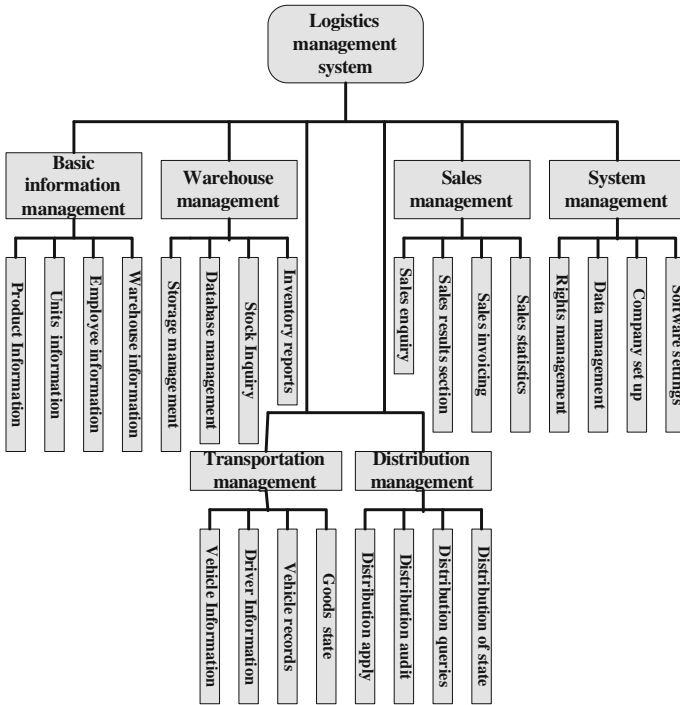 Logistics
management
system
Basic
information
management
Warehouse
management
Sales
management
System
management
Product Information
Units information
Employee information
Warehouse information
Storage management
Database management
Stock Inquiry
Inventory reports
Sales enquiry
Sales results section
Sales invoicing
Sales statistics
Rights management
Data management
Company set up
Software settings
Transportation
management
Distribution
management
Vehicle Information
Driver Information
Vehicle records
Goods state
Distribution apply
Distribution audit
Distribution queries
Distribution of state